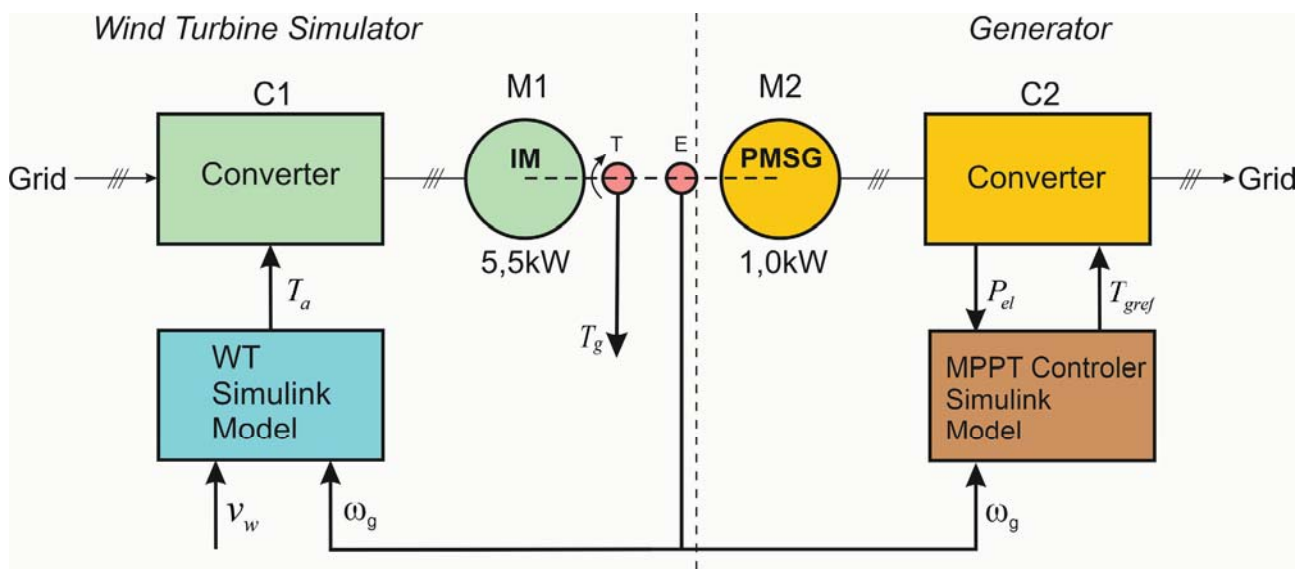 Wind Turbine Simulator
Generator
C1
M1
M2
C2
T
E
Grid
Converter
IM
PMSG
Converter
Grid
5,5kW
1,0kW
T_a
T_g
P_el
T_gref
WT
Simulink
Model
MPPT Controler
Simulink
Model
v_w
ω_g
ω_g